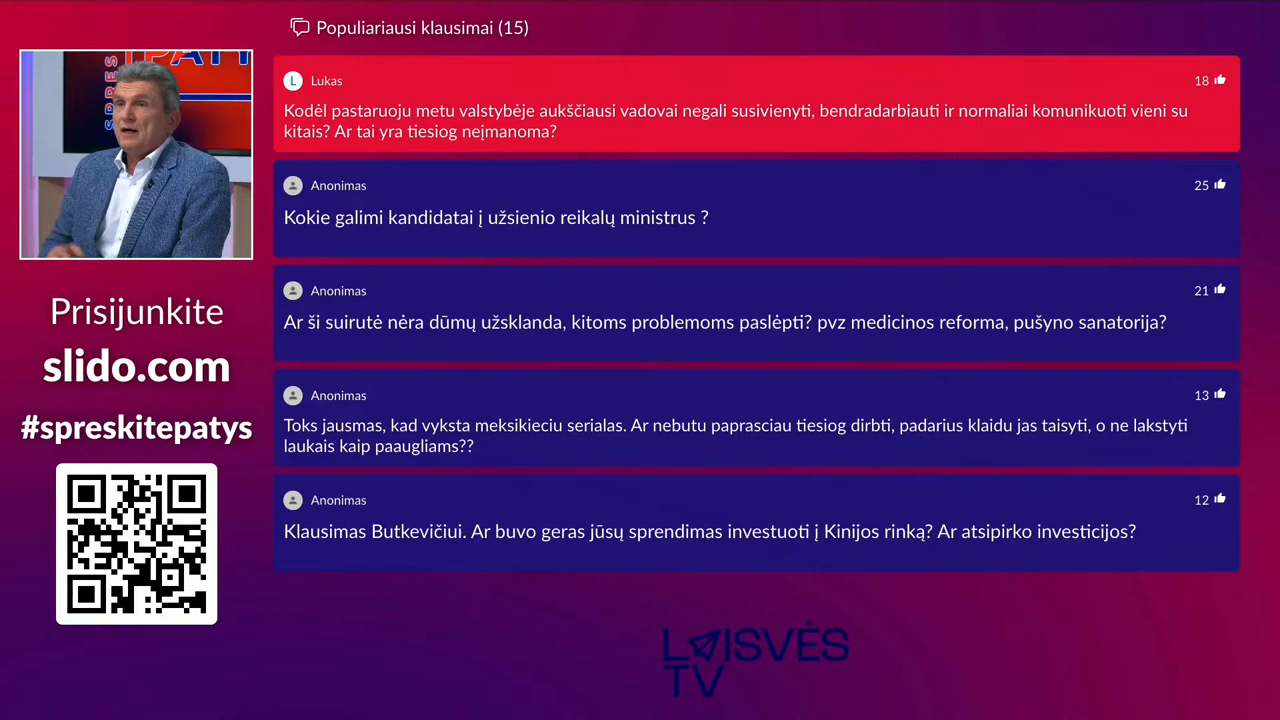 Populiariausi klausimai (15)
L Lukas 18
Kodėl pastaruoju metu valstybėje aukščiausi vadovai negali susivienyti, bendradarbiauti ir normaliai komunikuoti vieni su
kitais? Ar tai yra tiesiog neįmanoma?
Anonimas 25
Kokie galimi kandidatai į užsienio reikalų ministrus ?
Anonimas 21
Ar ši suirutė nėra dūmų užsklanda, kitoms problemoms paslėpti? pvz medicinos reforma, pušyno sanatorija?
Anonimas 13
Toks jausmas, kad vyksta meksikieciu serialas. Ar nebutu paprasciau tiesiog dirbti, padarius klaidu jas taisyti, o ne lakstyti
laukais kaip paaugliams??
Anonimas 12
Klausimas Butkevičiui. Ar buvo geras jūsų sprendimas investuoti į Kinijos rinką? Ar atsipirko investicijos?
Prisijunkite
slido.com
#spreskitepatys
LAISVĖS
TV